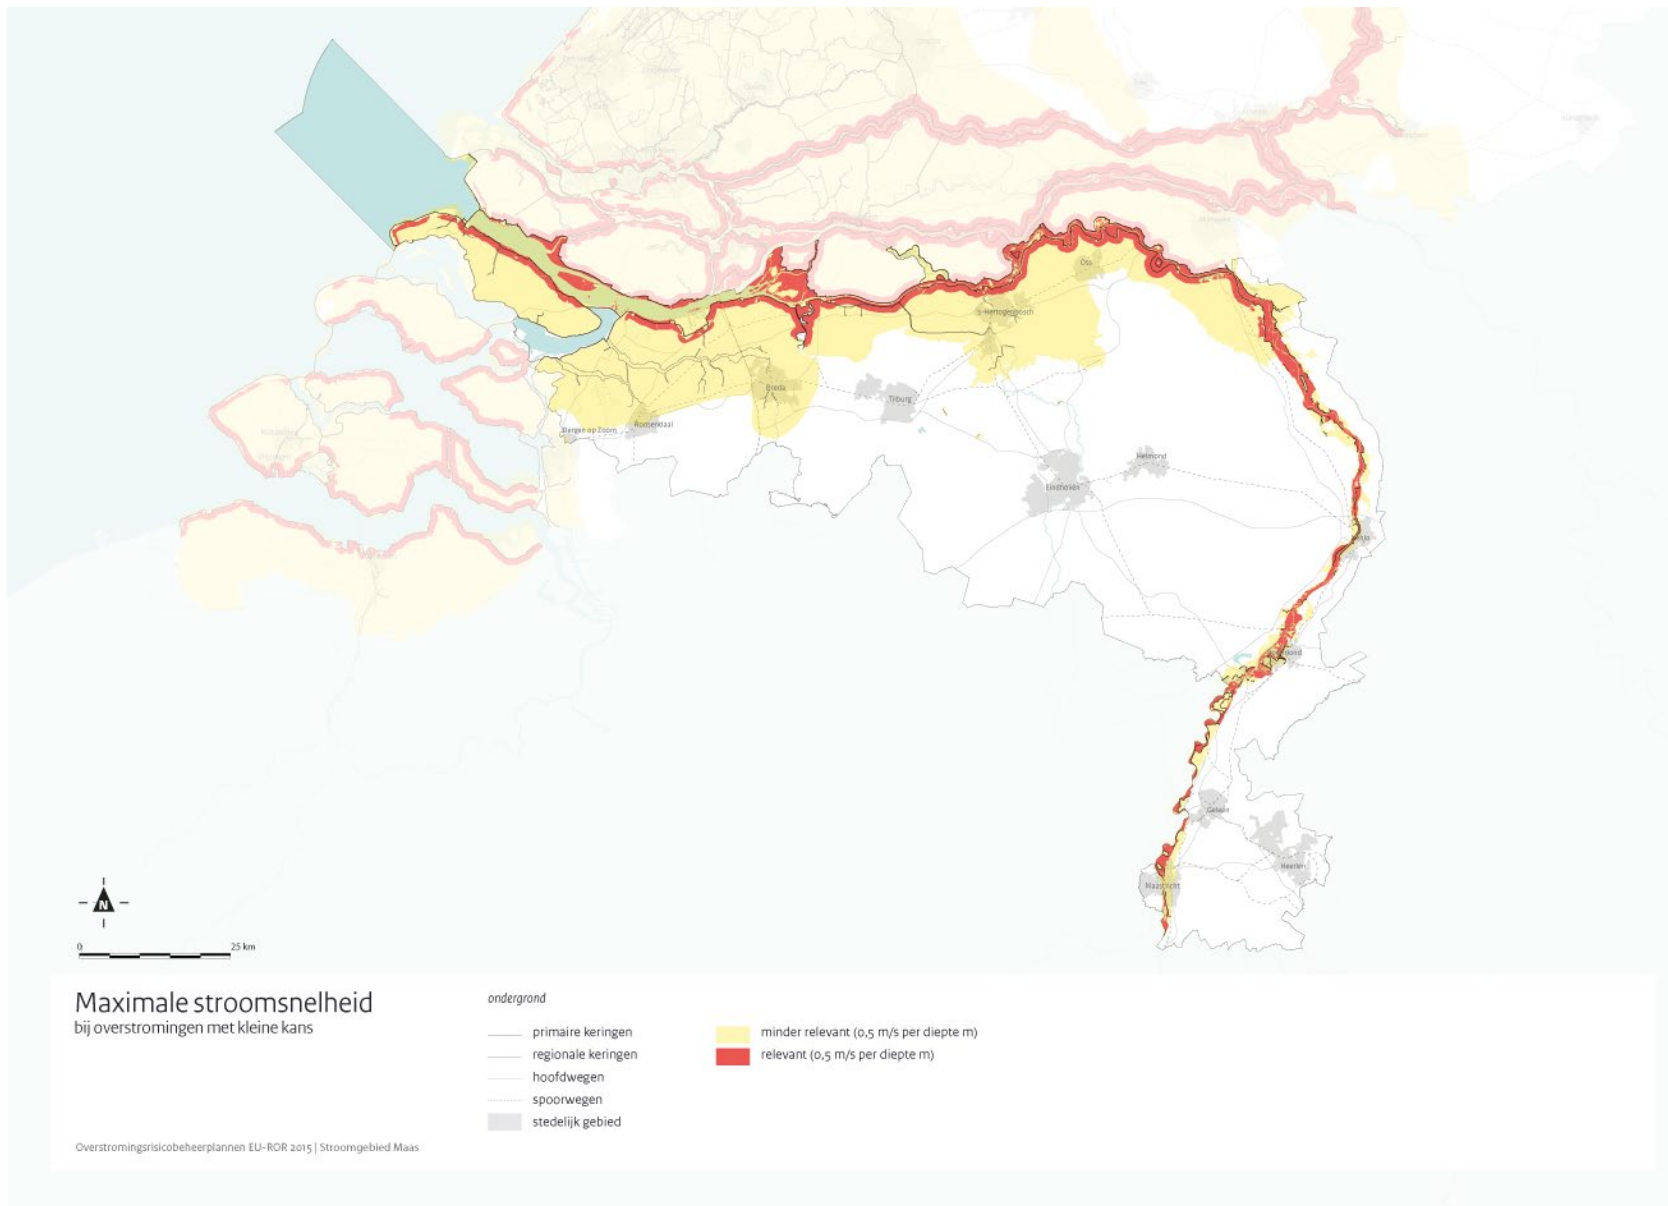 Oss
's-Hertogenbosch
Breda
Tilburg
Bergen op Zoom
Roosendaal
Helmond
Eindhoven
Venlo
Geleen
Heerlen
Maastricht
N
0 25 km
Maximale stroomsnelheid
bij overstromingen met kleine kans
ondergrond
primaire keringen
regionale keringen
hoofdwegen
spoorwegen
stedelijk gebied
minder relevant (0,5 m/s per diepte m)
relevant (0,5 m/s per diepte m)
Overstromingsrisicobeheerplannen EU-ROR 2015 | Stroomgebied Maas